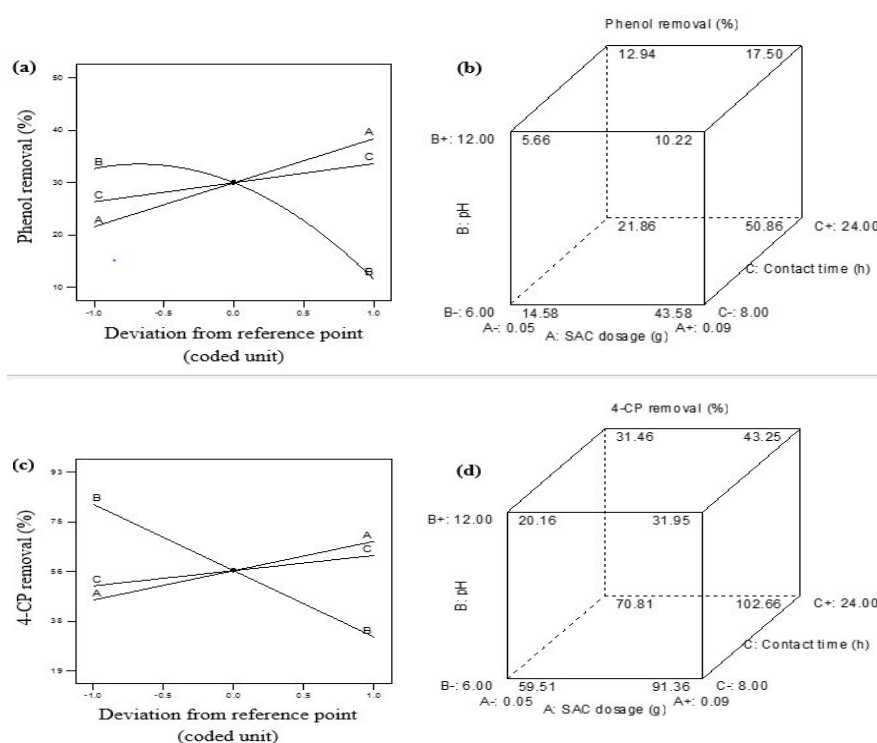 (a)
Phenol removal (%)
50
40
30
20
10
B
C
A
A
C
B
-1.0 -0.5 0.0 0.5 1.0
Deviation from reference point
(coded unit)
(b)
Phenol removal (%)
12.94 17.50
B+: 12.00 5.66 10.22
B: pH
21.86 50.86 C+: 24.00
C: Contact time (h)
B-: 6.00 14.58 43.58 C-: 8.00
A-: 0.05 A: SAC dosage (g) A+: 0.09
(c)
4-CP removal (%)
93
75
56
38
19
B
C
A
A
C
B
-1.0 -0.5 0.0 0.5 1.0
Deviation from reference point
(coded unit)
(d)
4-CP removal (%)
31.46 43.25
B+: 12.00 20.16 31.95
B: pH
70.81 102.66 C+: 24.00
C: Contact time (h)
B-: 6.00 59.51 91.36 C-: 8.00
A-: 0.05 A: SAC dosage (g) A+: 0.09